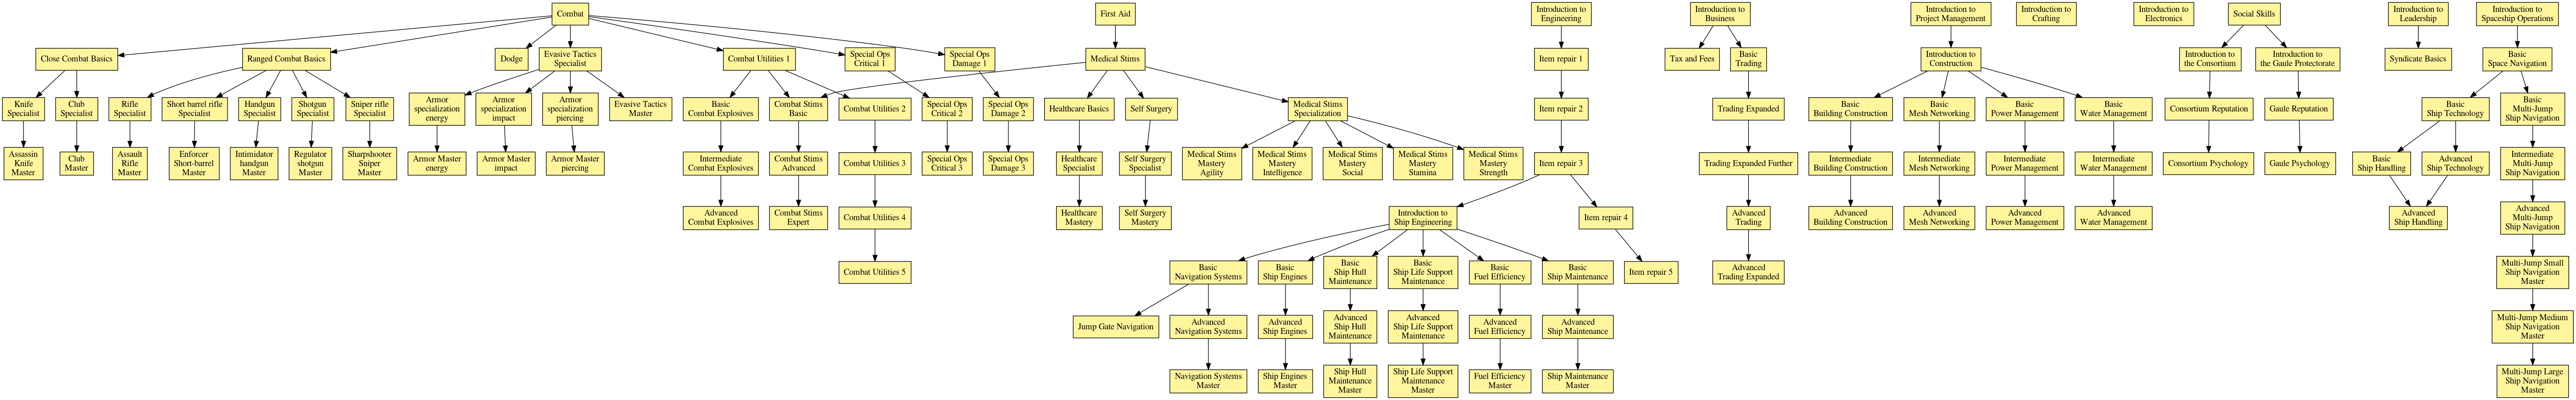 Combat
First Aid
Introduction to
Engineering
Introduction to
Business
Introduction to
Project Management
Introduction to
Crafting
Introduction to
Electronics
Social Skills
Introduction to
Leadership
Introduction to
Spaceship Operations
Close Combat Basics
Ranged Combat Basics
Dodge
Evasive Tactics
Specialist
Combat Utilities 1
Special Ops
Critical 1
Special Ops
Damage 1
Medical Stims
Item repair 1
Tax and Fees
Basic
Trading
Introduction to
Construction
Introduction to
the Consortium
Introduction to
the Gaule Protectorate
Syndicate Basics
Basic
Space Navigation
Knife
Specialist
Club
Specialist
Rifle
Specialist
Short barrel rifle
Specialist
Handgun
Specialist
Shotgun
Specialist
Sniper rifle
Specialist
Armor
specialization
energy
Armor
specialization
impact
Armor
specialization
piercing
Evasive Tactics
Master
Basic
Combat Explosives
Combat Stims
Basic
Combat Utilities 2
Special Ops
Critical 2
Special Ops
Damage 2
Healthcare Basics
Self Surgery
Medical Stims
Specialization
Item repair 2
Trading Expanded
Basic
Building Construction
Basic
Mesh Networking
Basic
Power Management
Basic
Water Management
Consortium Reputation
Gaule Reputation
Basic
Ship Technology
Basic
Multi-Jump
Ship Navigation
Assassin
Knife
Master
Club
Master
Assault
Rifle
Master
Enforcer
Short-barrel
Master
Intimidator
handgun
Master
Regulator
shotgun
Master
Sharpshooter
Sniper
Master
Armor Master
energy
Armor Master
impact
Armor Master
piercing
Intermediate
Combat Explosives
Combat Stims
Advanced
Combat Utilities 3
Special Ops
Critical 3
Special Ops
Damage 3
Healthcare
Specialist
Self Surgery
Specialist
Medical Stims
Mastery
Agility
Medical Stims
Mastery
Intelligence
Medical Stims
Mastery
Social
Medical Stims
Mastery
Stamina
Medical Stims
Mastery
Strength
Item repair 3
Trading Expanded Further
Intermediate
Building Construction
Intermediate
Mesh Networking
Intermediate
Power Management
Intermediate
Water Management
Consortium Psychology
Gaule Psychology
Basic
Ship Handling
Advanced
Ship Technology
Intermediate
Multi-Jump
Ship Navigation
Advanced
Combat Explosives
Combat Stims
Expert
Combat Utilities 4
Healthcare
Mastery
Self Surgery
Mastery
Introduction to
Ship Engineering
Item repair 4
Advanced
Trading
Advanced
Building Construction
Advanced
Mesh Networking
Advanced
Power Management
Advanced
Water Management
Advanced
Ship Handling
Advanced
Multi-Jump
Ship Navigation
Combat Utilities 5
Basic
Navigation Systems
Basic
Ship Engines
Basic
Ship Hull
Maintenance
Basic
Ship Life Support
Maintenance
Basic
Fuel Efficiency
Basic
Ship Maintenance
Item repair 5
Advanced
Trading Expanded
Multi-Jump Small
Ship Navigation
Master
Jump Gate Navigation
Advanced
Navigation Systems
Advanced
Ship Engines
Advanced
Ship Hull
Maintenance
Advanced
Ship Life Support
Maintenance
Advanced
Fuel Efficiency
Advanced
Ship Maintenance
Multi-Jump Medium
Ship Navigation
Master
Navigation Systems
Master
Ship Engines
Master
Ship Hull
Maintenance
Master
Ship Life Support
Maintenance
Master
Fuel Efficiency
Master
Ship Maintenance
Master
Multi-Jump Large
Ship Navigation
Master